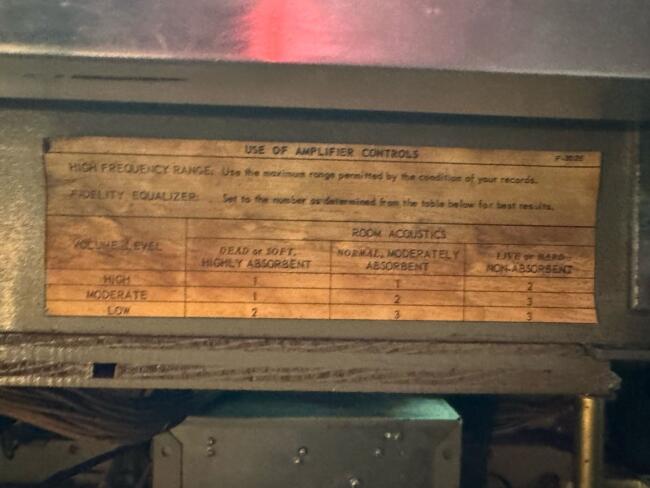 USE OF AMPLIFIER CONTROLS
HIGH FREQUENCY RANGE: Use the maximum range permitted by the condition of your records.
FIDELITY EQUALIZER: Set to the number as determined from the table below for best results.
VOLUME LEVEL
ROOM ACOUSTICS
DEAD or SOFT, HIGHLY ABSORBENT
NORMAL, MODERATELY ABSORBENT
LIVE or HARD NON-ABSORBENT
HIGH 1 1 2
MODERATE 1 2 3
LOW 2 3 3